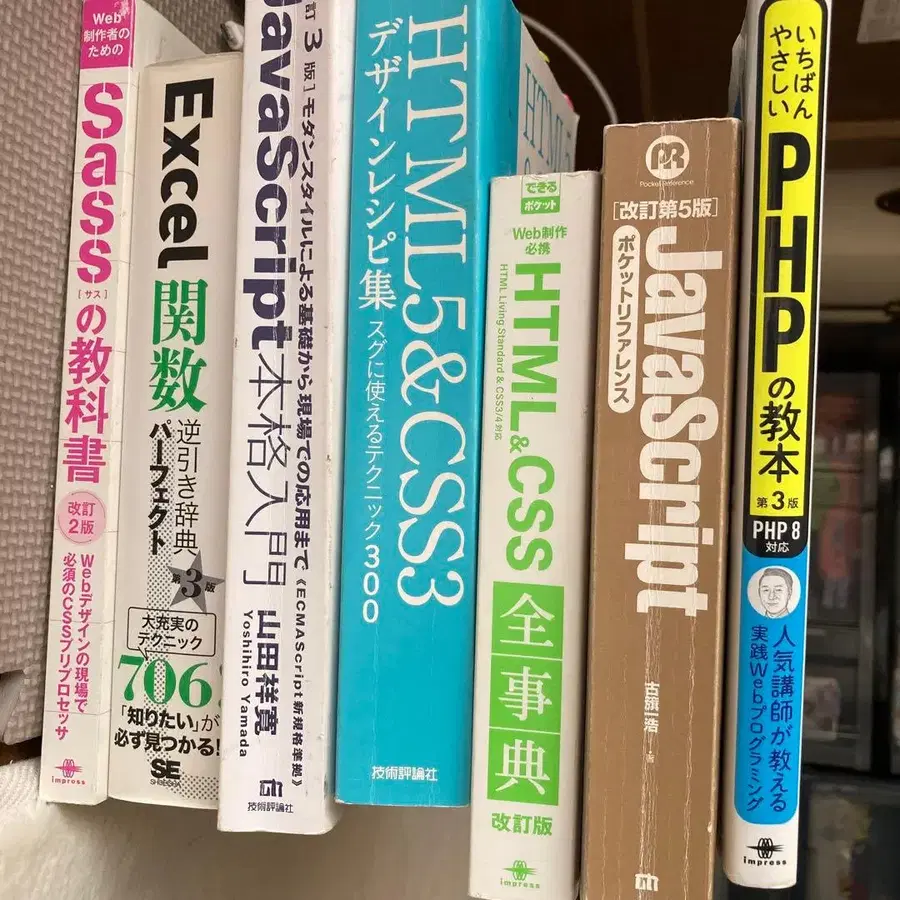 Web
制作者の
ための
Sass
[サス]
の教科書
改訂
2版
Webデザインの現場で
必須のCSSプリプロセッサ
impress
Excel
関数
逆引き辞典
パーフェクト
第3版
大充実の
テクニック
706
「知りたい」が
必ず見つかる!
SE
SHOEISHA
訂3版]モダンスタイルによる基礎から現場での応用まで
《ECMAScript新規格準拠》
JavaScript本格入門
山田祥寛
Yoshihiro Yamada
技術評論社
HTML5&CSS3
デザインレシピ集
スグに使えるテクニック300
技術評論社
HTML5
できる
ポケット
Web制作
必携
HTML&CSS
HTML Living Standard & CSS3/4対応
全事典
改訂版
impress
PR
Pocket Reference
[改訂第5版]
JavaScript
ポケットリファレンス
古籏一浩
著
いちばん
やさしい
PHP
の教本
第3版
PHP 8
対応
人気講師が教える
実践Webプログラミング
impress